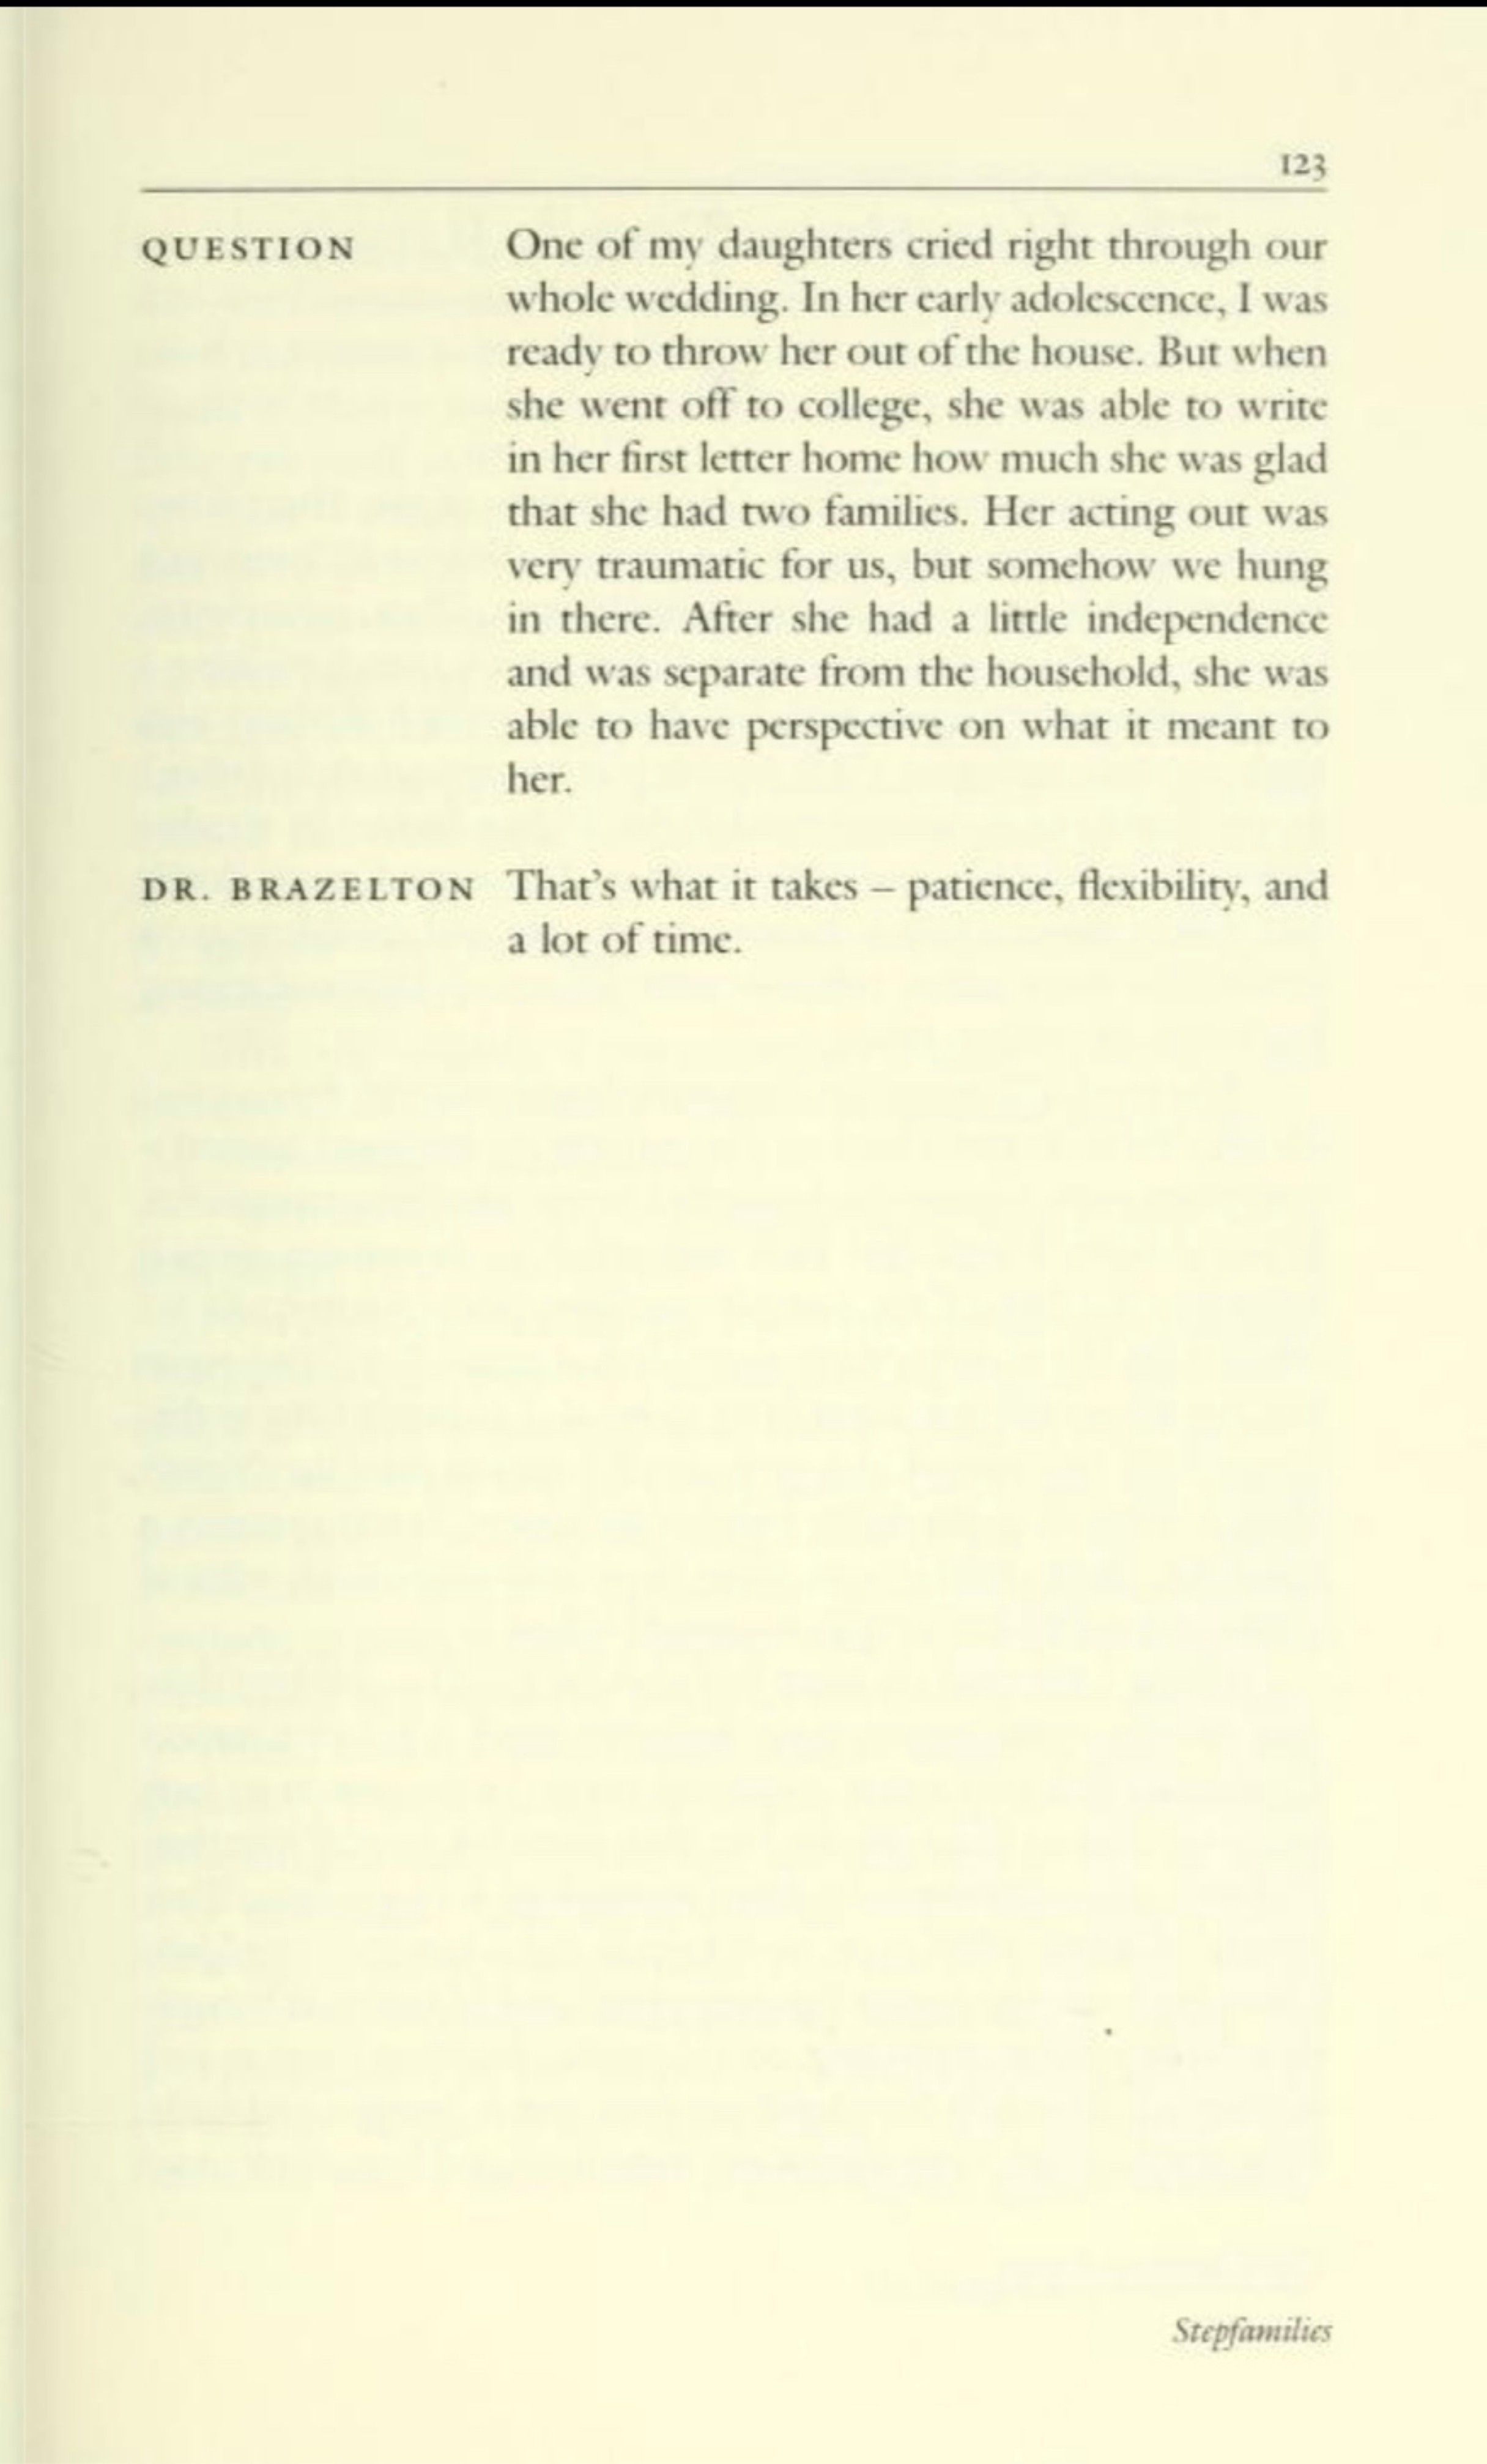 123
QUESTION One of my daughters cried right through our
whole wedding. In her early adolescence, I was
ready to throw her out of the house. But when
she went off to college, she was able to write
in her first letter home how much she was glad
that she had two families. Her acting out was
very traumatic for us, but somehow we hung
in there. After she had a little independence
and was separate from the household, she was
able to have perspective on what it meant to
her.
DR. BRAZELTON That's what it takes – patience, flexibility, and
a lot of time.
Stepfamilies